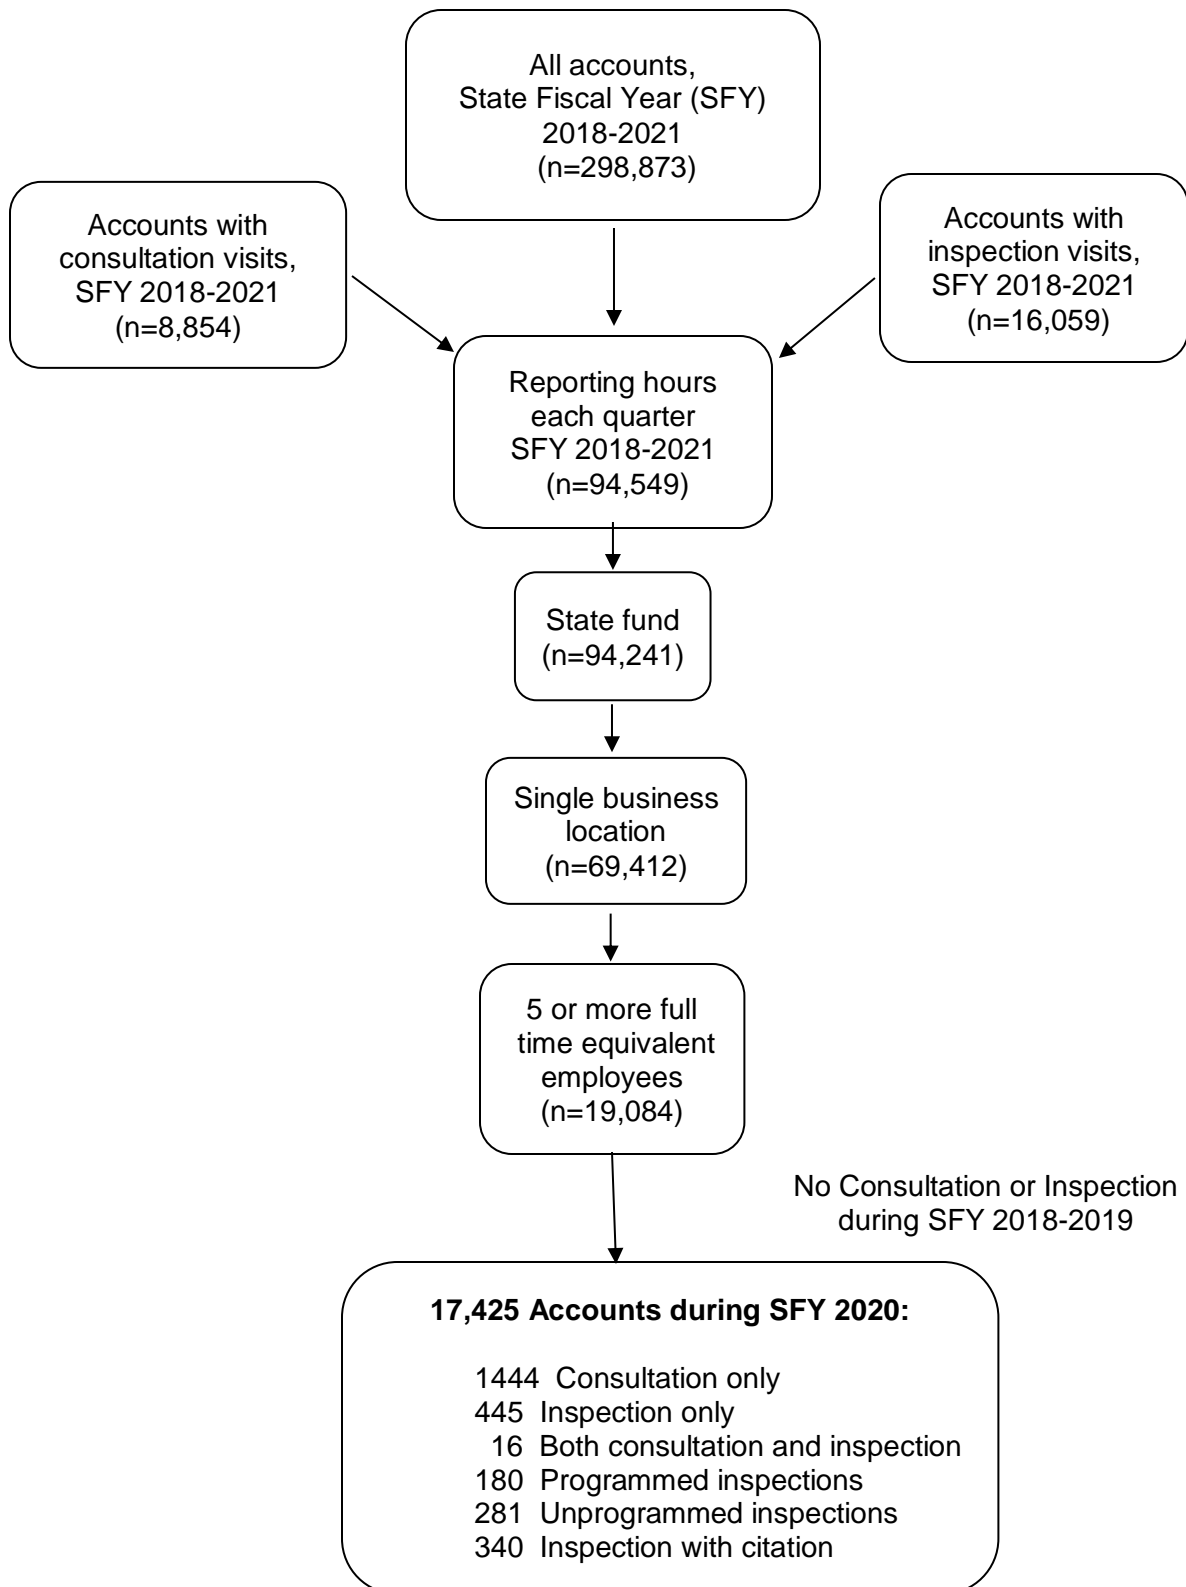 All accounts,
State Fiscal Year (SFY)
2018-2021
(n=298,873)
Accounts with
consultation visits,
SFY 2018-2021
(n=8,854)
Accounts with
inspection visits,
SFY 2018-2021
(n=16,059)
Reporting hours
each quarter
SFY 2018-2021
(n=94,549)
State fund
(n=94,241)
Single business
location
(n=69,412)
5 or more full
time equivalent
employees
(n=19,084)
No Consultation or Inspection
during SFY 2018-2019
17,425 Accounts during SFY 2020:
1444 Consultation only
445 Inspection only
16 Both consultation and inspection
180 Programmed inspections
281 Unprogrammed inspections
340 Inspection with citation